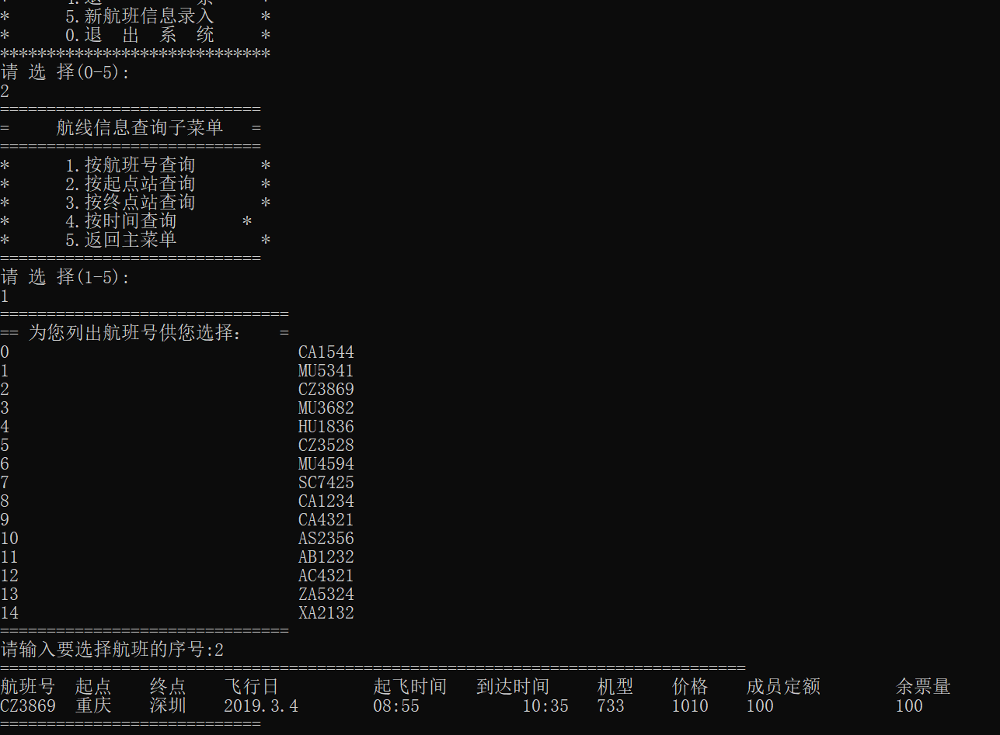 *      4.退          系     *
*      5.新航班信息录入     *
*      0.退  出  系  统     *
*****************************
请 选 择(0-5):
2
============================
=     航线信息查询子菜单   =
============================
*      1.按航班号查询       *
*      2.按起点站查询       *
*      3.按终点站查询       *
*      4.按时间查询       *
*      5.返回主菜单         *
============================
请 选 择(1-5):
1
===============================
== 为您列出航班号供您选择:    =
0                               CA1544
1                               MU5341
2                               CZ3869
3                               MU3682
4                               HU1836
5                               CZ3528
6                               MU4594
7                               SC7425
8                               CA1234
9                               CA4321
10                              AS2356
11                              AB1232
12                              AC4321
13                              ZA5324
14                              XA2132
===============================
请输入要选择航班的序号:2
================================================================================
航班号  起点    终点    飞行日          起飞时间   到达时间     机型    价格    成员定额        余票量
CZ3869  重庆    深圳    2019.3.4        08:55           10:35   733     1010    100             100
============================